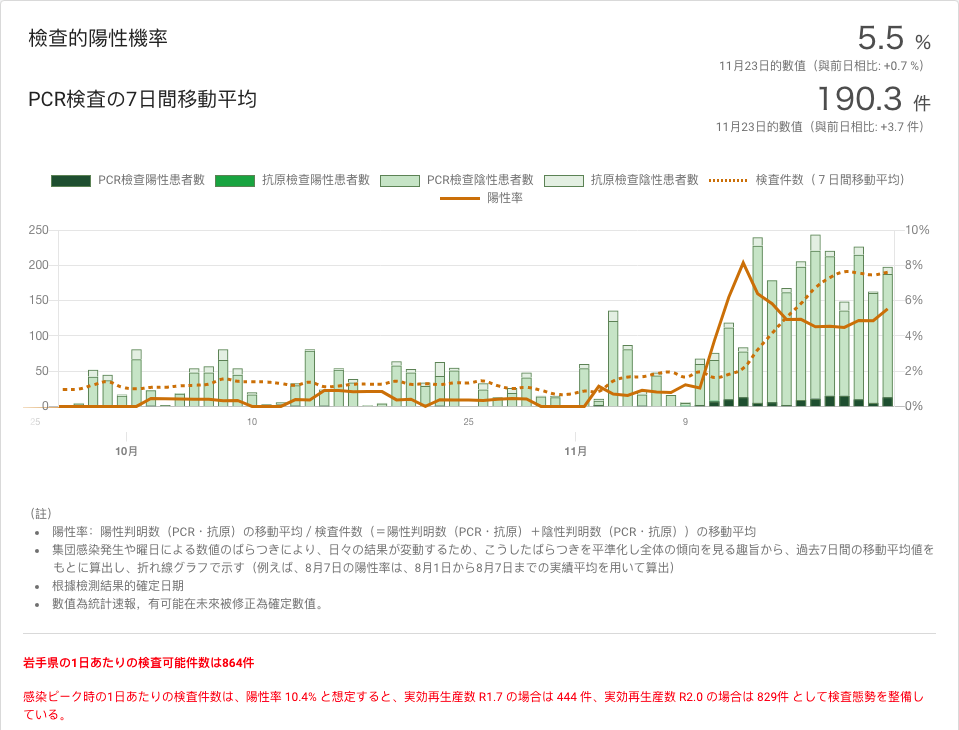 檢查的陽性機率
5.5 %
11月23日的數值（與前日相比: +0.7 %）
PCR検査の7日間移動平均
190.3 件
11月23日的數值（與前日相比: +3.7 件）
PCR檢查陽性患者數 抗原檢查陽性患者數 PCR檢查陰性患者數 抗原檢查陰性患者數 検査件数（７日間移動平均）
陽性率
250 10%
200 8%
150 6%
100 4%
50 2%
0 0%
25 10 25 9
10月 11月
（註）
陽性率：陽性判明数（PCR・抗原）の移動平均 / 検査件数（＝陽性判明数（PCR・抗原）＋陰性判明数（PCR・抗原））の移動平均
集団感染発生や曜日による数値のばらつきにより、日々の結果が変動するため、こうしたばらつきを平準化し全体の傾向を見る趣旨から、過去7日間の移動平均値を
もとに算出し、折れ線グラフで示す（例えば、8月7日の陽性率は、8月1日から8月7日までの実績平均を用いて算出）
根據檢測結果的確定日期
數值為統計速報，有可能在未來被修正為確定數值。
岩手県の1日あたりの検査可能件数は864件
感染ピーク時の1日あたりの検査件数は、陽性率 10.4% と想定すると、実効再生産数 R1.7 の場合は 444 件、実効再生産数 R2.0 の場合は 829件 として検査態勢を整備し
ている。